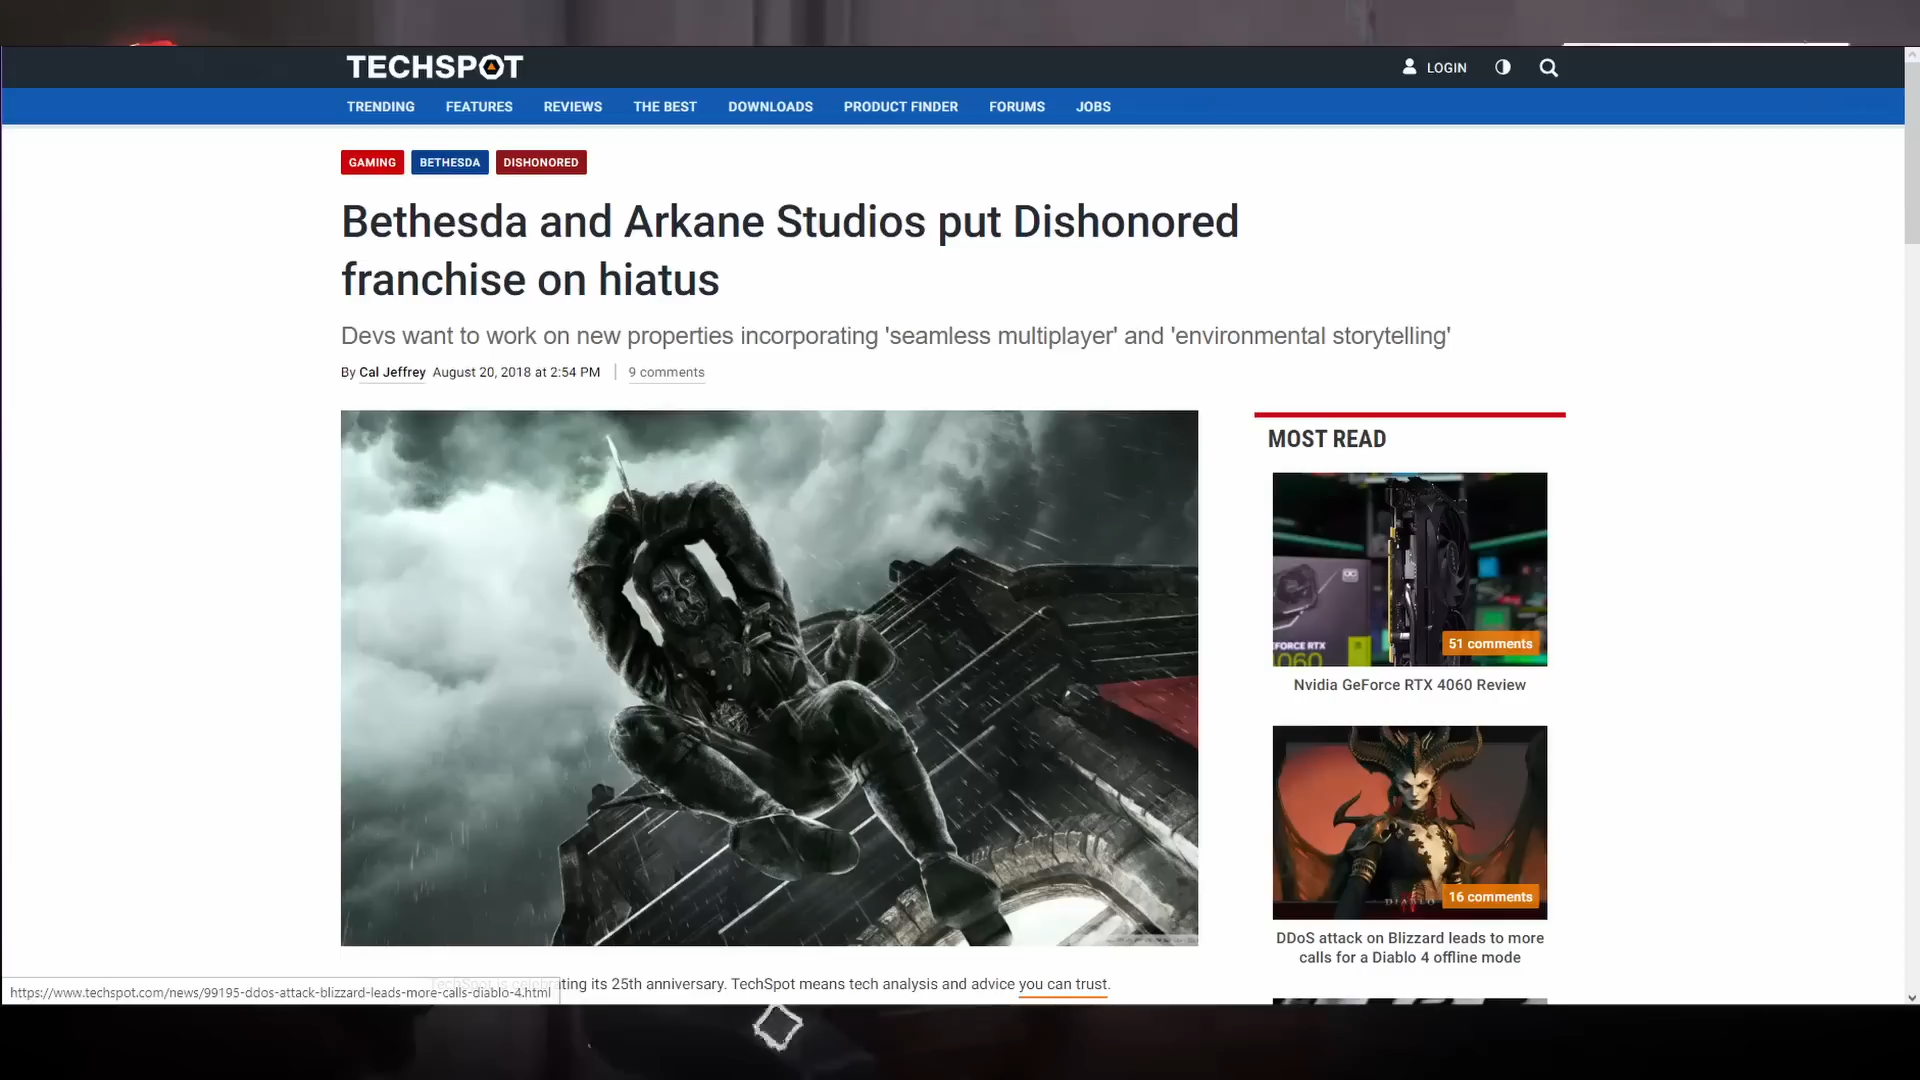 TECHSPOT
LOGIN
TRENDING FEATURES REVIEWS THE BEST DOWNLOADS PRODUCT FINDER FORUMS JOBS
GAMING BETHESDA DISHONORED
Bethesda and Arkane Studios put Dishonored
franchise on hiatus
Devs want to work on new properties incorporating 'seamless multiplayer' and 'environmental storytelling'
By Cal Jeffrey August 20, 2018 at 2:54 PM 9 comments
MOST READ
51 comments
Nvidia GeForce RTX 4060 Review
DIABLO
16 comments
DDoS attack on Blizzard leads to more
calls for a Diablo 4 offline mode
TechSpot is celebrating its 25th anniversary. TechSpot means tech analysis and advice you can trust.
https://www.techspot.com/news/99195-ddos-attack-blizzard-leads-more-calls-diablo-4.html